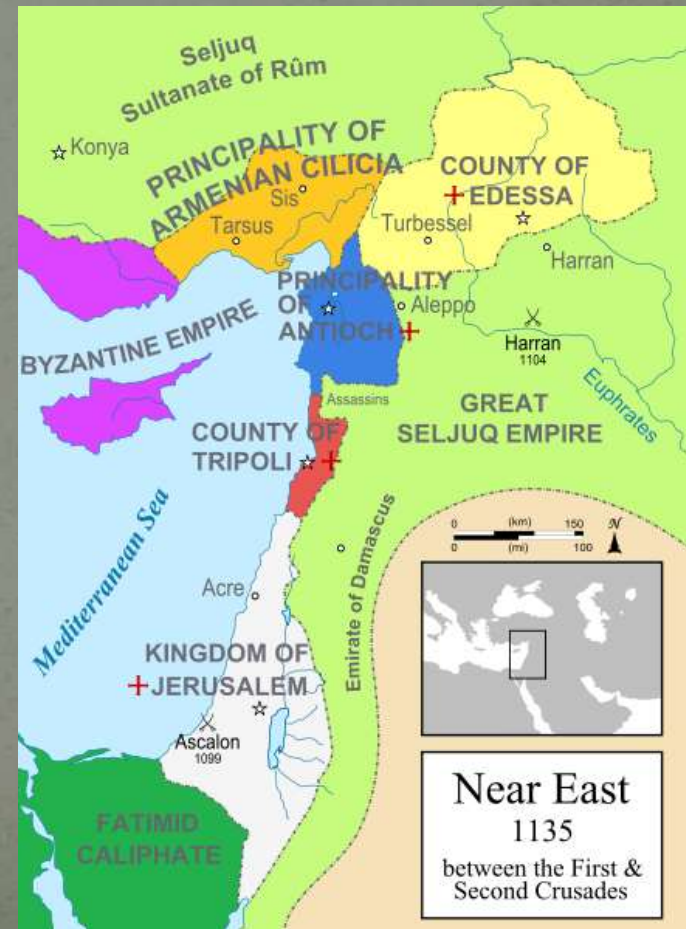 Seljuq
Sultanate of Rûm
Konya
PRINCIPALITY OF
ARMENIAN CILICIA
Sis
Tarsus
COUNTY OF
EDESSA
Turbessel
Harran
PRINCIPALITY
OF
ANTIOCH
Aleppo
Harran
1104
BYZANTINE EMPIRE
Euphrates
Assassins
GREAT
SELJUQ EMPIRE
COUNTY OF
TRIPOLI
Mediterranean Sea
Emirate of Damascus
0 (km) 150
0 (mi) 100
N
Acre
KINGDOM OF
JERUSALEM
Ascalon
1099
FATIMID
CALIPHATE
Near East
1135
between the First &
Second Crusades